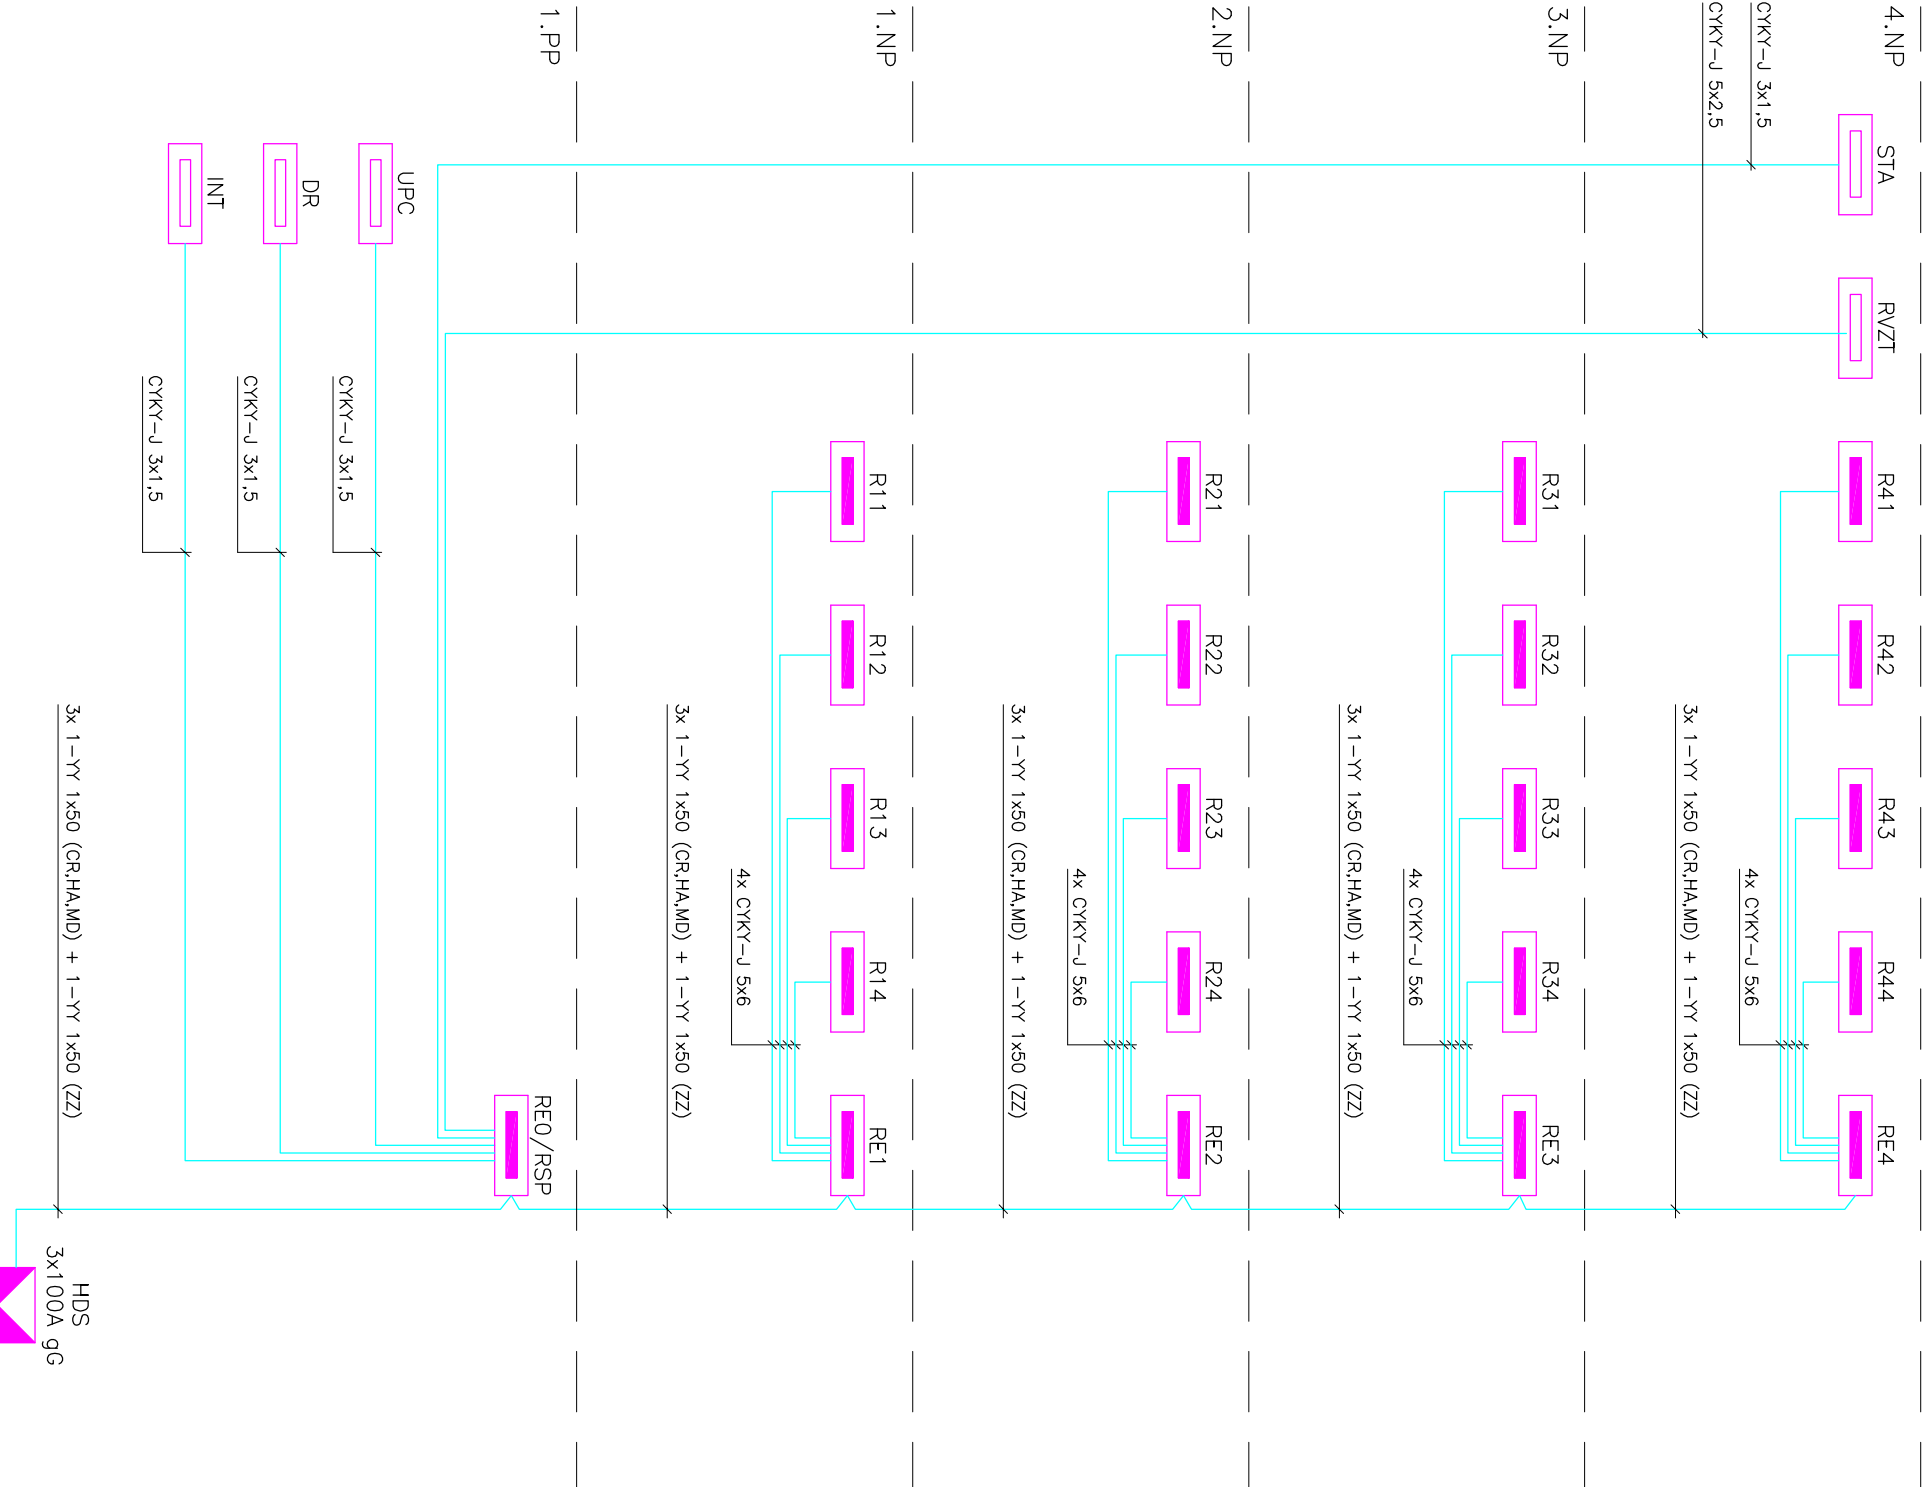 4.NP
STA
RVZT
R41
R42
R43
R44
RE4
CYKY-J 3x1,5
CYKY-J 5x2,5
4x CYKY-J 5x6
3x 1-YY 1x50 (CR,HA,MD) + 1-YY 1x50 (ZZ)
3.NP
R31
R32
R33
R34
RE3
4x CYKY-J 5x6
3x 1-YY 1x50 (CR,HA,MD) + 1-YY 1x50 (ZZ)
2.NP
R21
R22
R23
R24
RE2
4x CYKY-J 5x6
3x 1-YY 1x50 (CR,HA,MD) + 1-YY 1x50 (ZZ)
1.NP
R11
R12
R13
R14
RE1
4x CYKY-J 5x6
3x 1-YY 1x50 (CR,HA,MD) + 1-YY 1x50 (ZZ)
1.PP
RE0/RSP
UPC
CYKY-J 3x1,5
DR
CYKY-J 3x1,5
INT
CYKY-J 3x1,5
3x 1-YY 1x50 (CR,HA,MD) + 1-YY 1x50 (ZZ)
HDS
3x100A gG